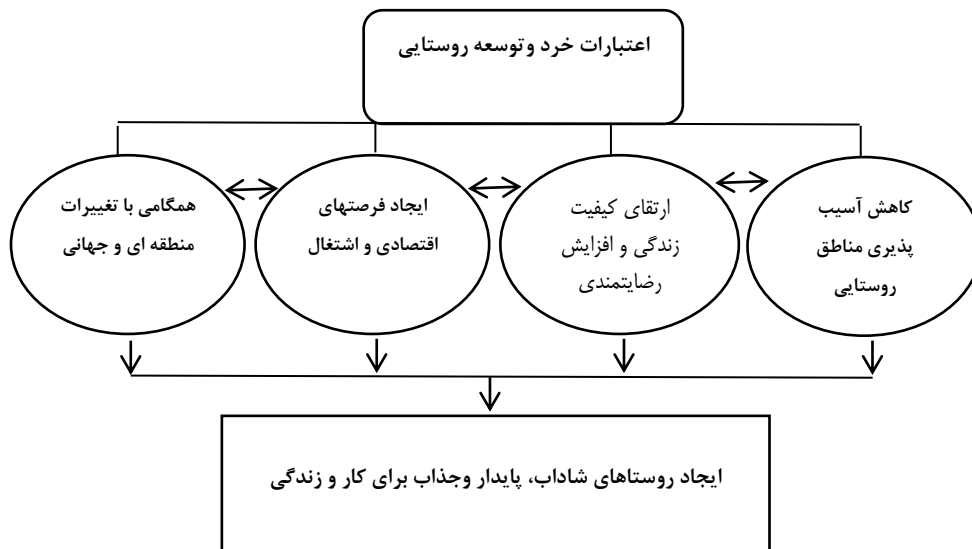 اعتبارات خرد وتوسعه روستایی
کاهش آسیب
پذیری مناطق
روستایی
ارتقای کیفیت
زندگی و افزایش
رضایتمندی
ایجاد فرصتهای
اقتصادی و اشتغال
همگامی با تغییرات
منطقه ای و جهانی
ایجاد روستاهای شاداب، پایدار وجذاب برای کار و زندگی